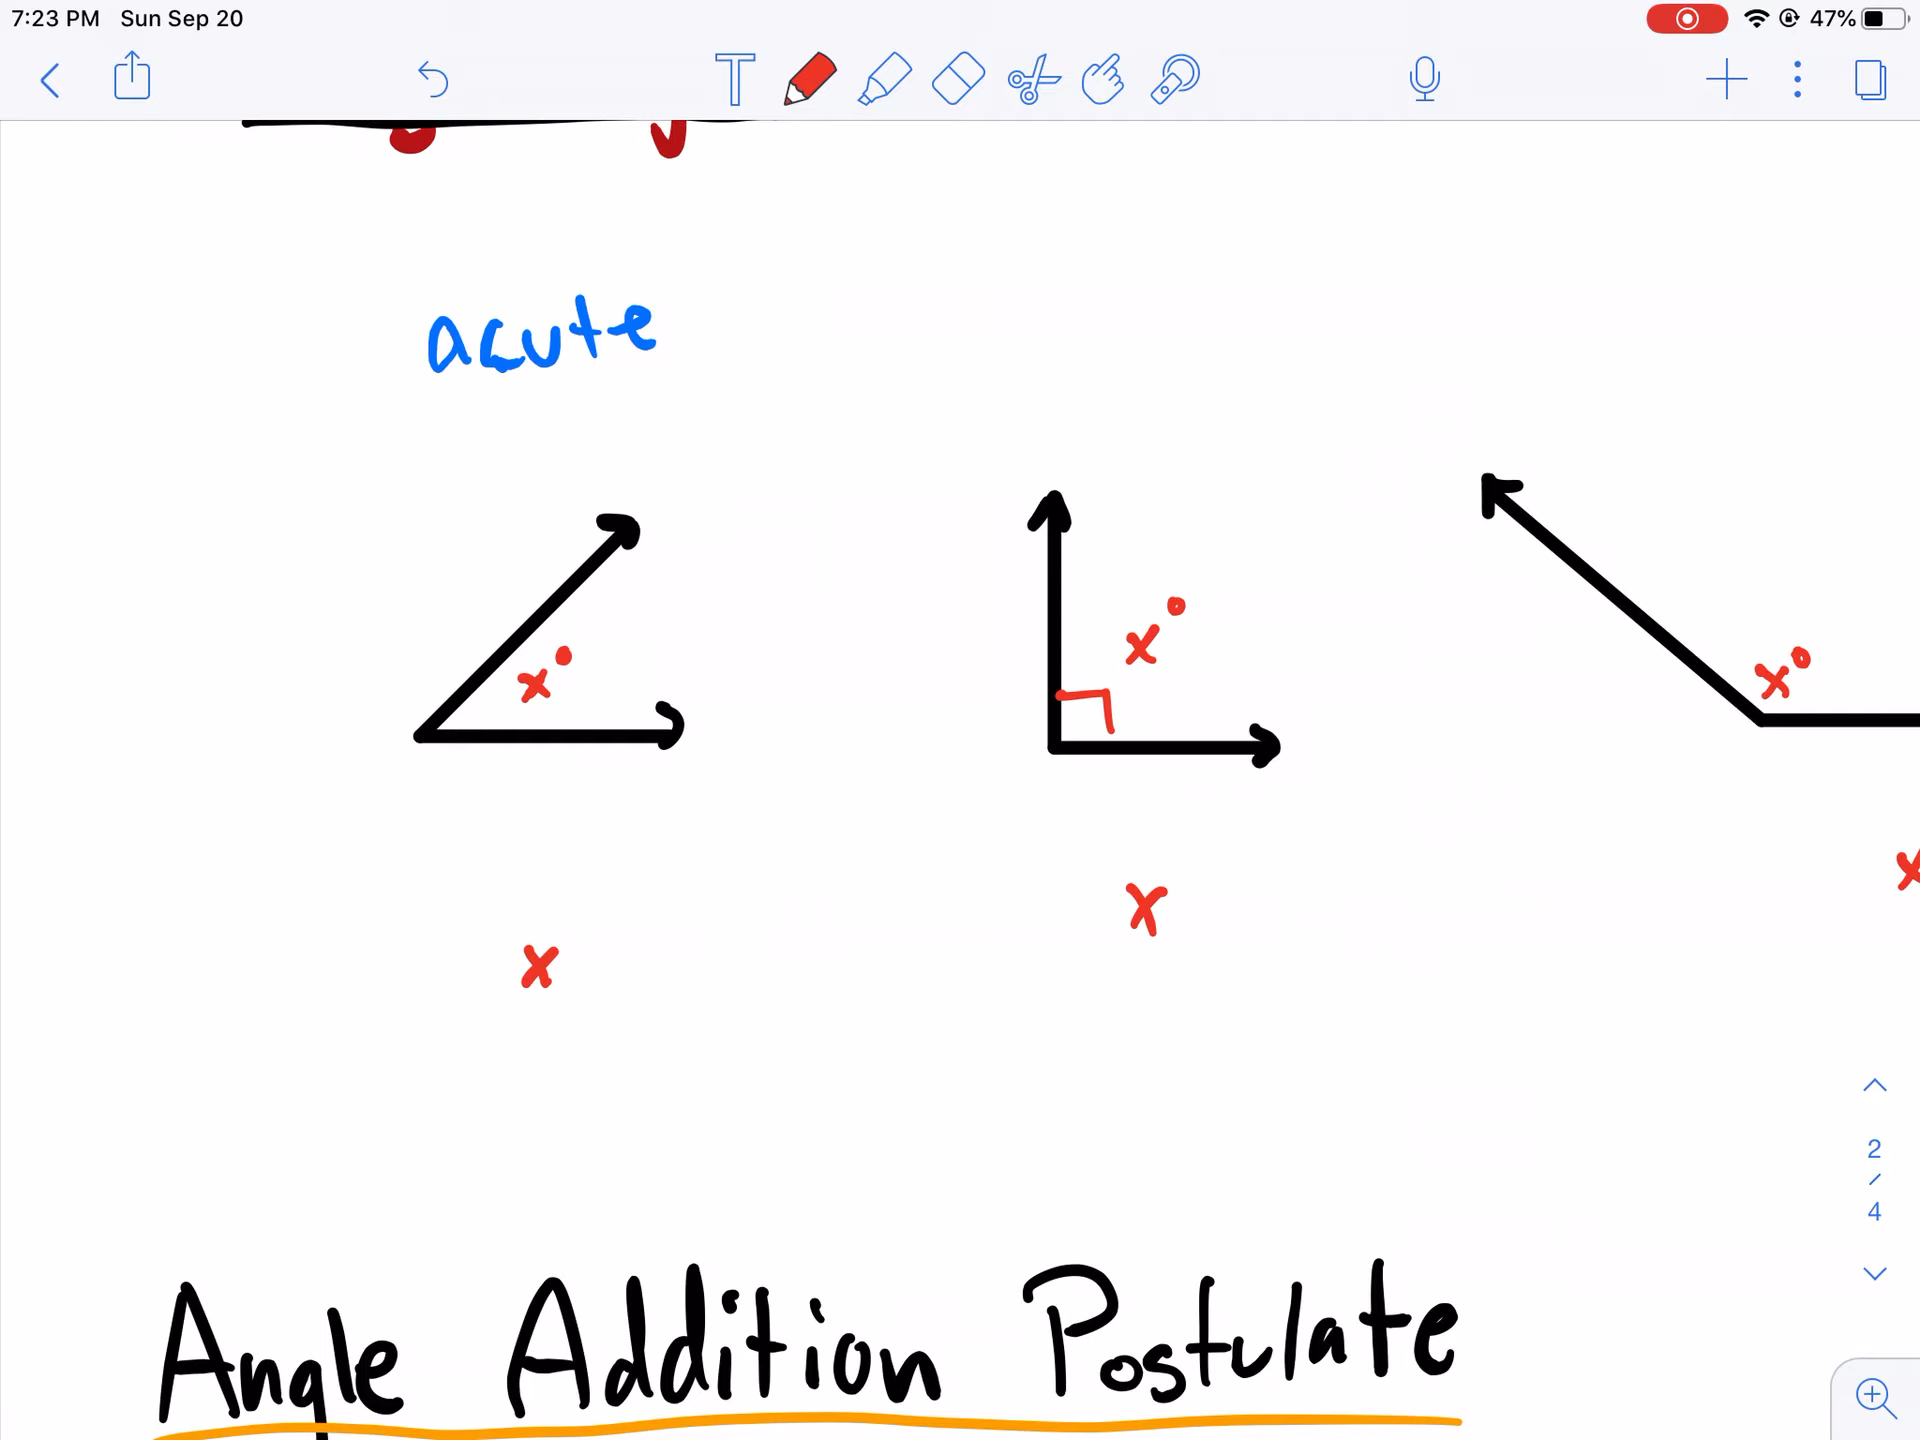 7:23 PM Sun Sep 20 47%
T
acute
x° x° x°
x
x
x
2
/
4
Angle Addition Postulate